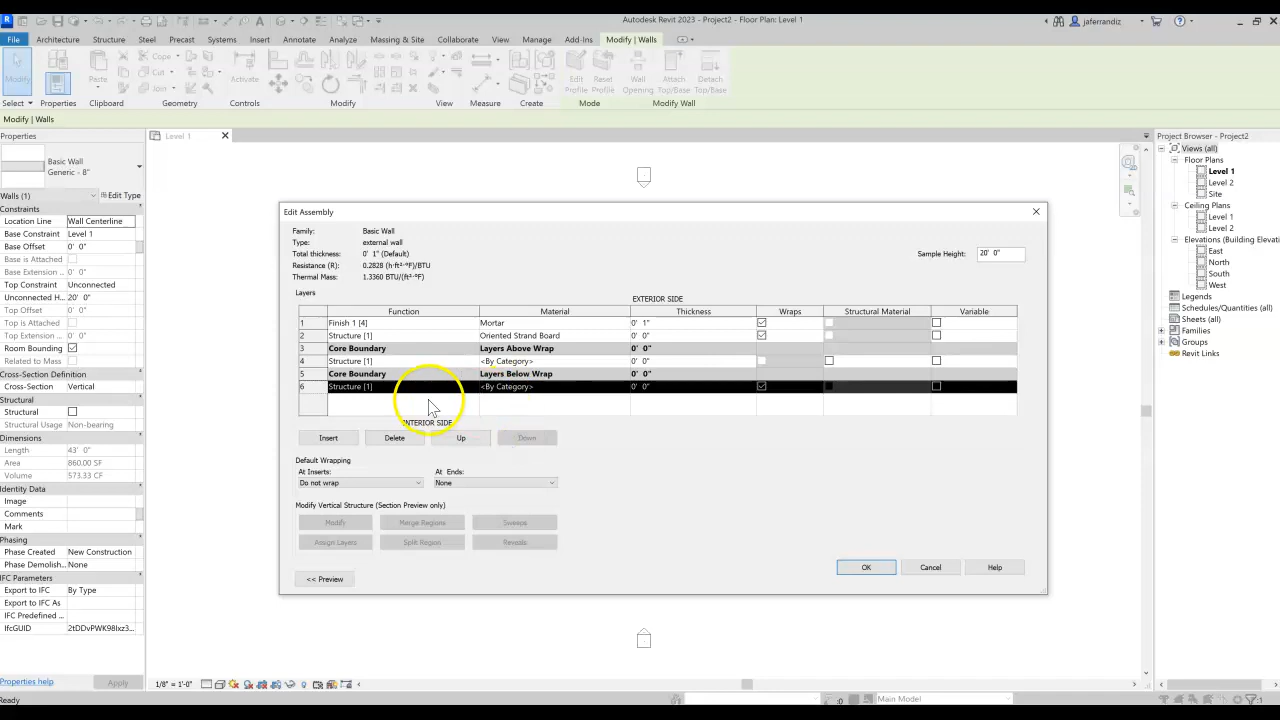 Autodesk Revit 2023 - Project2 - Floor Plan: Level 1
jaferrandiz
File Architecture Structure Steel Precast Systems Insert Annotate Analyze Massing & Site Collaborate View Manage Add-Ins Modify | Walls
Modify Paste Cope Cut Join Activate Edit Profile Reset Profile Wall Opening Attach Top/Base Detach Top/Base
Select Properties Clipboard Geometry Controls Modify View Measure Create Mode Modify Wall
Modify | Walls
Properties
Basic Wall
Generic - 8"
Walls (1)
Edit Type
Constraints
Location Line Wall Centerline
Base Constraint Level 1
Base Offset 0' 0"
Base is Attached
Base Extension
Top Constraint Unconnected
Unconnected H... 20' 0"
Top Offset 0' 0"
Top is Attached
Top Extension ... 0' 0"
Room Bounding
Related to Mass
Cross-Section Definition
Cross-Section Vertical
Structural
Structural
Structural Usage Non-bearing
Dimensions
Length 43' 0"
Area 860.00 SF
Volume 573.33 CF
Identity Data
Image
Comments
Mark
Phasing
Phase Created New Construction
Phase Demolish... None
IFC Parameters
Export to IFC By Type
Export to IFC As
IFC Predefined ...
IfcGUID 2tDDvPWK98Ixz3...
Properties help
Apply
Ready
Level 1
Edit Assembly
Family: Basic Wall
Type: external wall
Total thickness: 0' 1" (Default)
Resistance (R): 0.2828 (h·ft²·°F)/BTU
Thermal Mass: 1.3360 BTU/(ft²·°F)
Sample Height: 20' 0"
Layers
EXTERIOR SIDE
Function Material Thickness Wraps Structural Material Variable
1 Finish 1 [4] Mortar 0' 1"
2 Structure [1] Oriented Strand Board 0' 0"
3 Core Boundary Layers Above Wrap 0' 0"
4 Structure [1] <By Category> 0' 0"
5 Core Boundary Layers Below Wrap 0' 0"
6 Structure [1] <By Category> 0' 0"
INTERIOR SIDE
Insert Delete Up Down
Default Wrapping
At Inserts: At Ends:
Do not wrap None
Modify Vertical Structure (Section Preview only)
Modify Merge Regions Sweeps
Assign Layers Split Region Reveals
<< Preview
OK Cancel Help
Project Browser - Project2
Views (all)
Floor Plans
Level 1
Level 2
Site
Ceiling Plans
Level 1
Level 2
Elevations (Building Elevati
East
North
South
West
Legends
Schedules/Quantities (all)
Sheets (all)
Families
Groups
Revit Links
1/8" = 1'-0"
:0
Main Model
:1